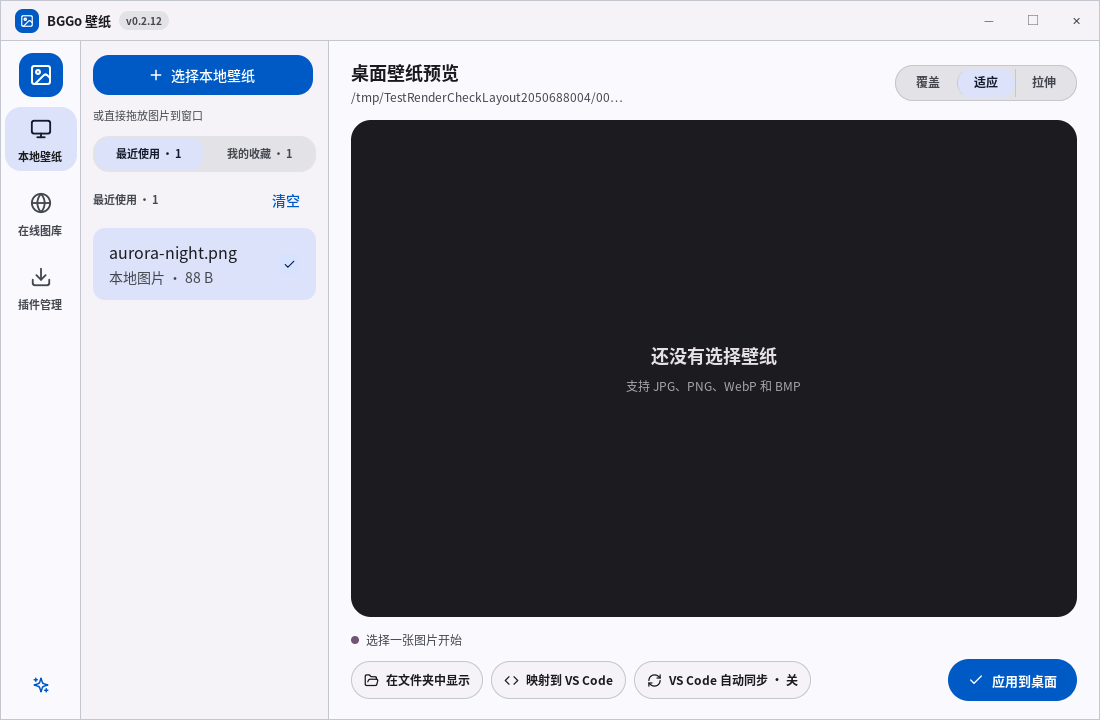 BGGo 壁纸 v0.2.12
选择本地壁纸
或直接拖放图片到窗口
最近使用 · 1 我的收藏 · 1
最近使用 · 1 清空
aurora-night.png
本地图片 · 88 B
本地壁纸
在线图库
插件管理
桌面壁纸预览
/tmp/TestRenderCheckLayout2050688004/00…
覆盖 适应 拉伸
还没有选择壁纸
支持 JPG、PNG、WebP 和 BMP
选择一张图片开始
在文件夹中显示 映射到 VS Code VS Code 自动同步 · 关 应用到桌面